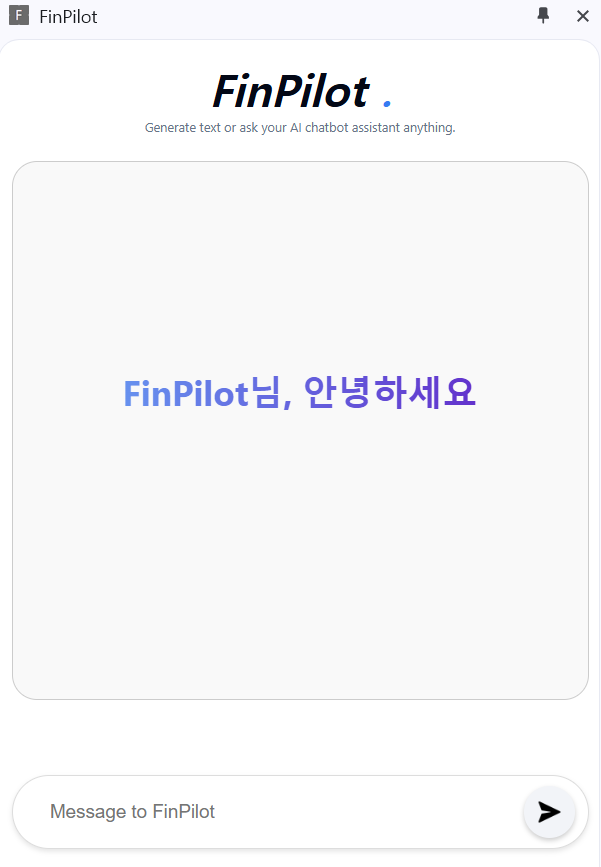 F FinPilot
FinPilot .
Generate text or ask your AI chatbot assistant anything.
FinPilot님, 안녕하세요
Message to FinPilot